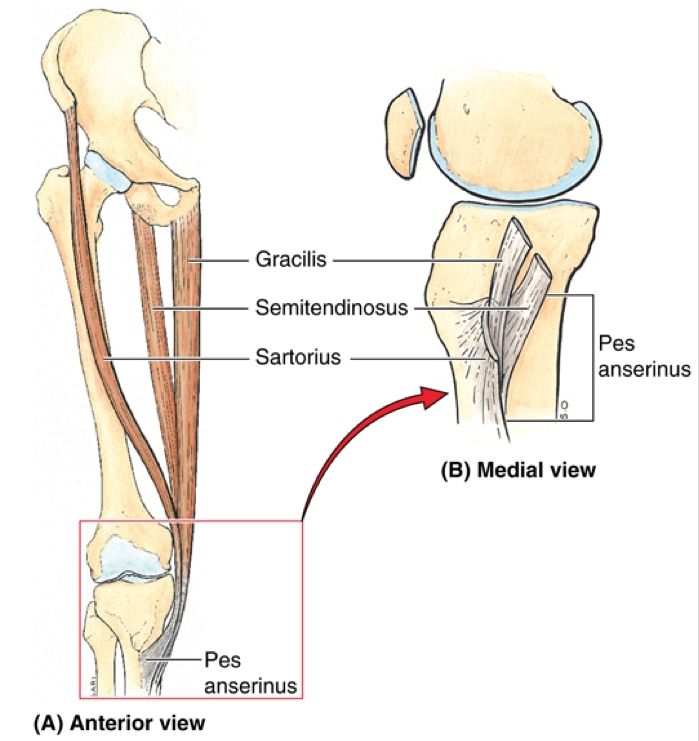 Gracilis
Semitendinosus
Sartorius
Pes
anserinus
(B) Medial view
Pes
anserinus
(A) Anterior view